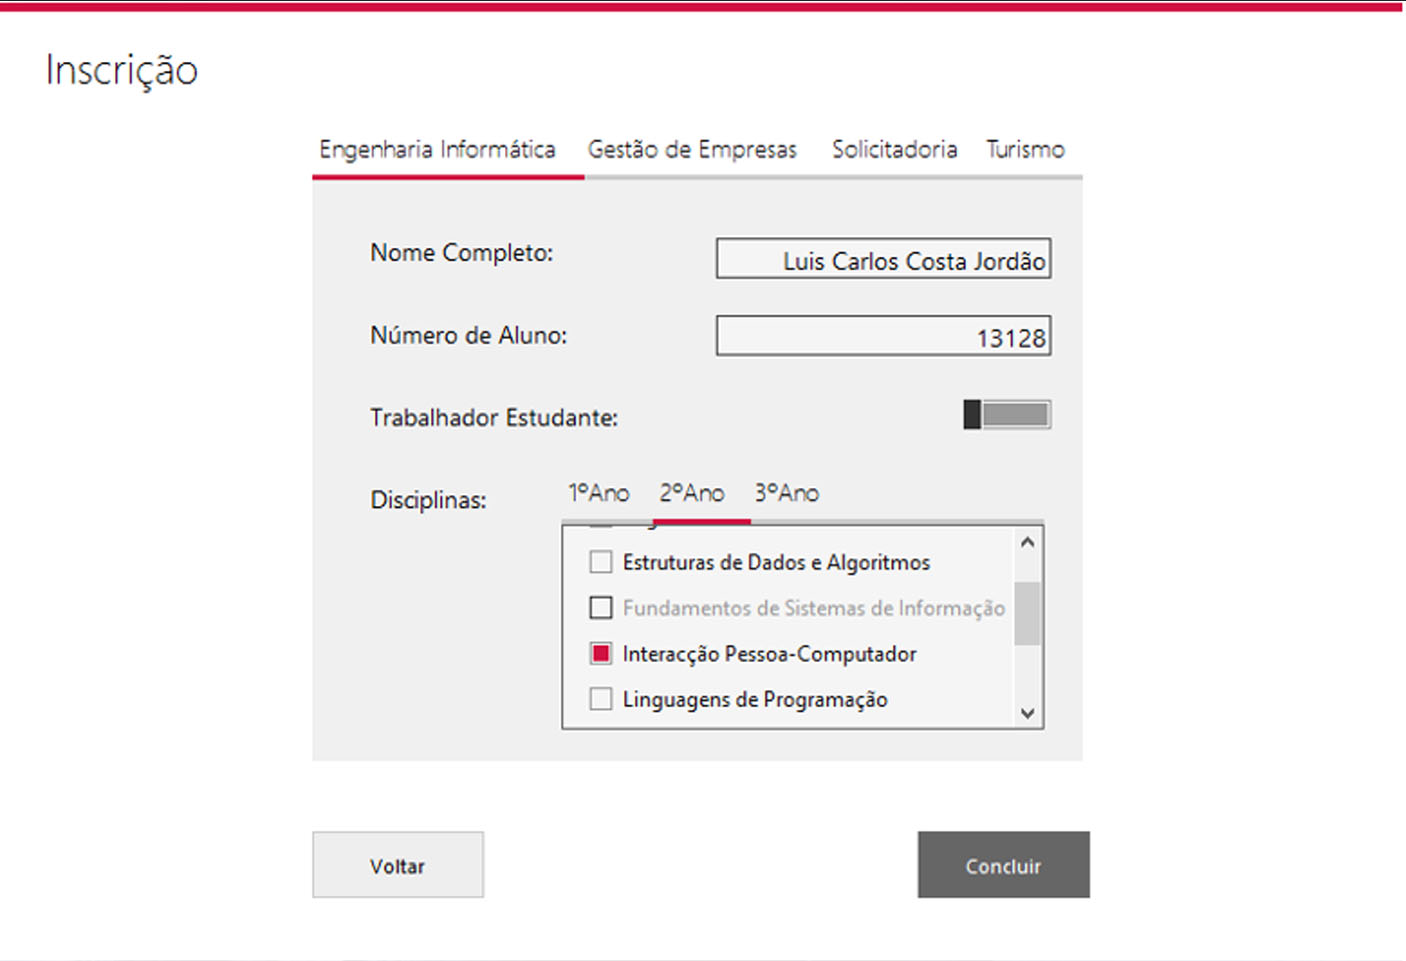 Inscrição
Engenharia Informática Gestão de Empresas Solicitadoria Turismo
Nome Completo: Luis Carlos Costa Jordão
Número de Aluno: 13128
Trabalhador Estudante:
Disciplinas: 1ºAno 2ºAno 3ºAno
Estruturas de Dados e Algoritmos
Fundamentos de Sistemas de Informação
Interacção Pessoa-Computador
Linguagens de Programação
Voltar Concluir